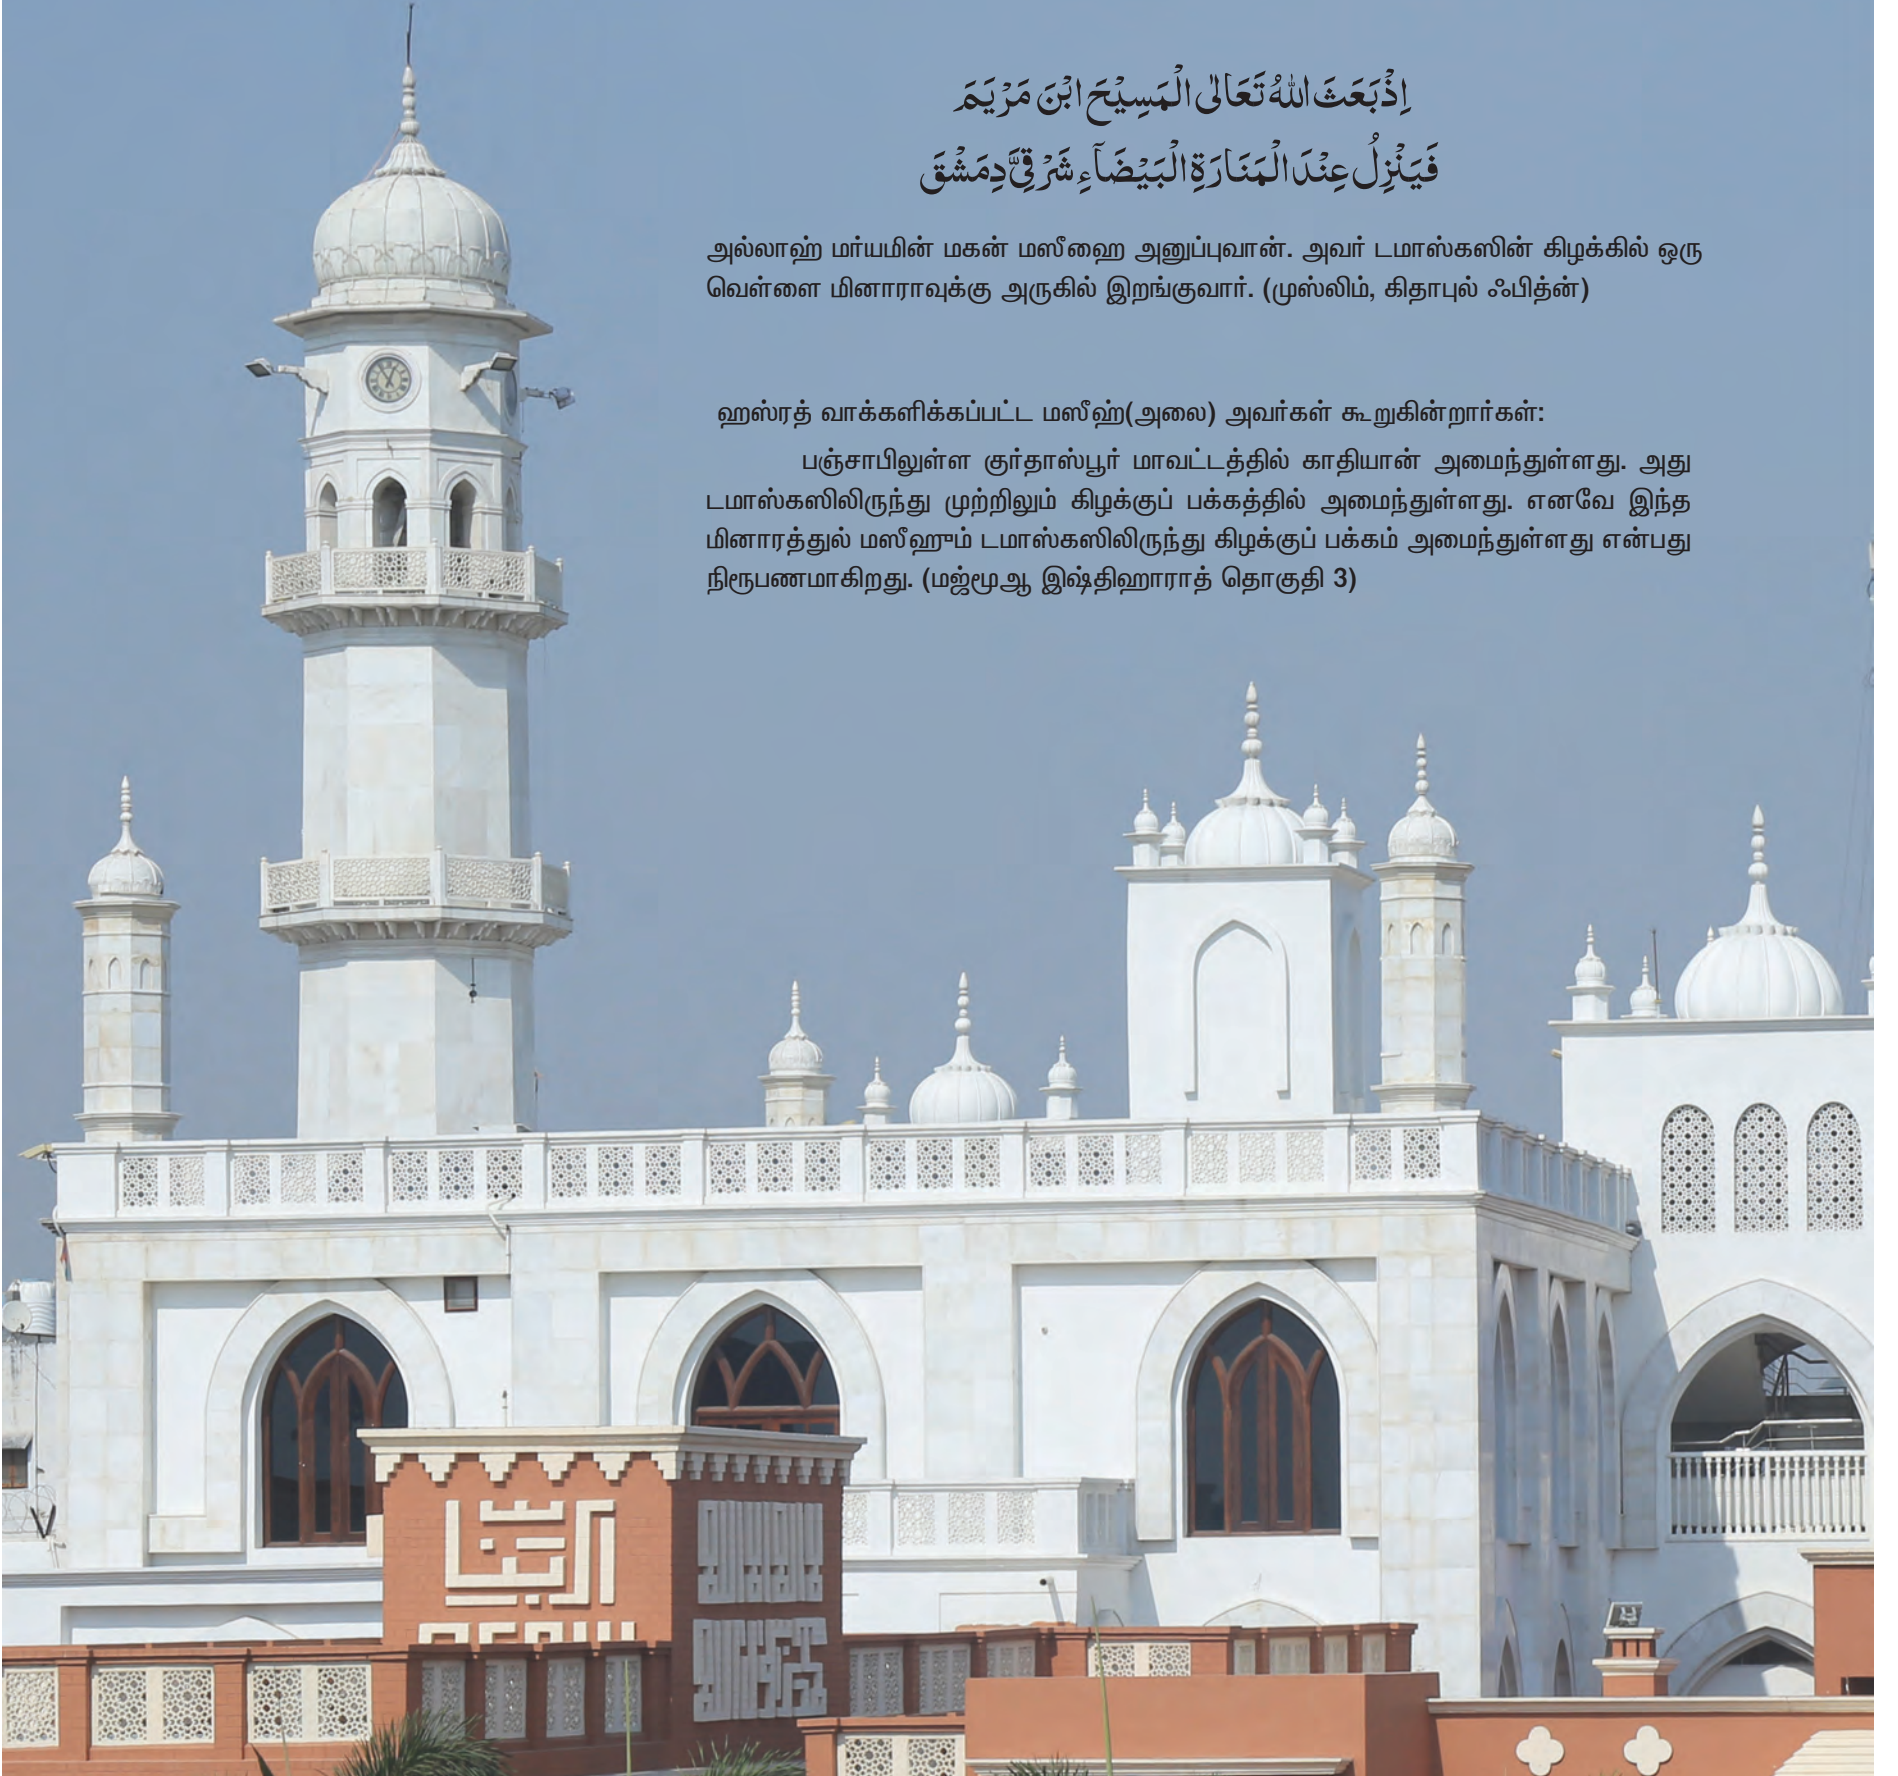 اِذْبَعَثَ اللّٰهُ تَعَالٰی الْمَسِيْحَ ابْنَ مَرْيَمَ
فَيَنْزِلُ عِنْدَ الْمَنَارَةِ الْبَيْضَآءِ شَرْقِیَّ دِمَشْقَ
அல்லாஹ் மர்யமின் மகன் மஸீஹை அனுப்புவான். அவர் டமாஸ்கஸின் கிழக்கில் ஒரு
வெள்ளை மினாராவுக்கு அருகில் இறங்குவார். (முஸ்லிம், கிதாபுல் ஃபித்ன்)
ஹஸ்ரத் வாக்களிக்கப்பட்ட மஸீஹ்(அலை) அவர்கள் கூறுகின்றார்கள்:
பஞ்சாபிலுள்ள குர்தாஸ்பூர் மாவட்டத்தில் காதியான் அமைந்துள்ளது. அது
டமாஸ்கஸிலிருந்து முற்றிலும் கிழக்குப் பக்கத்தில் அமைந்துள்ளது. எனவே இந்த
மினாரத்துல் மஸீஹும் டமாஸ்கஸிலிருந்து கிழக்குப் பக்கம் அமைந்துள்ளது என்பது
நிரூபணமாகிறது. (மஜ்மூஆ இஷ்திஹாராத் தொகுதி 3)